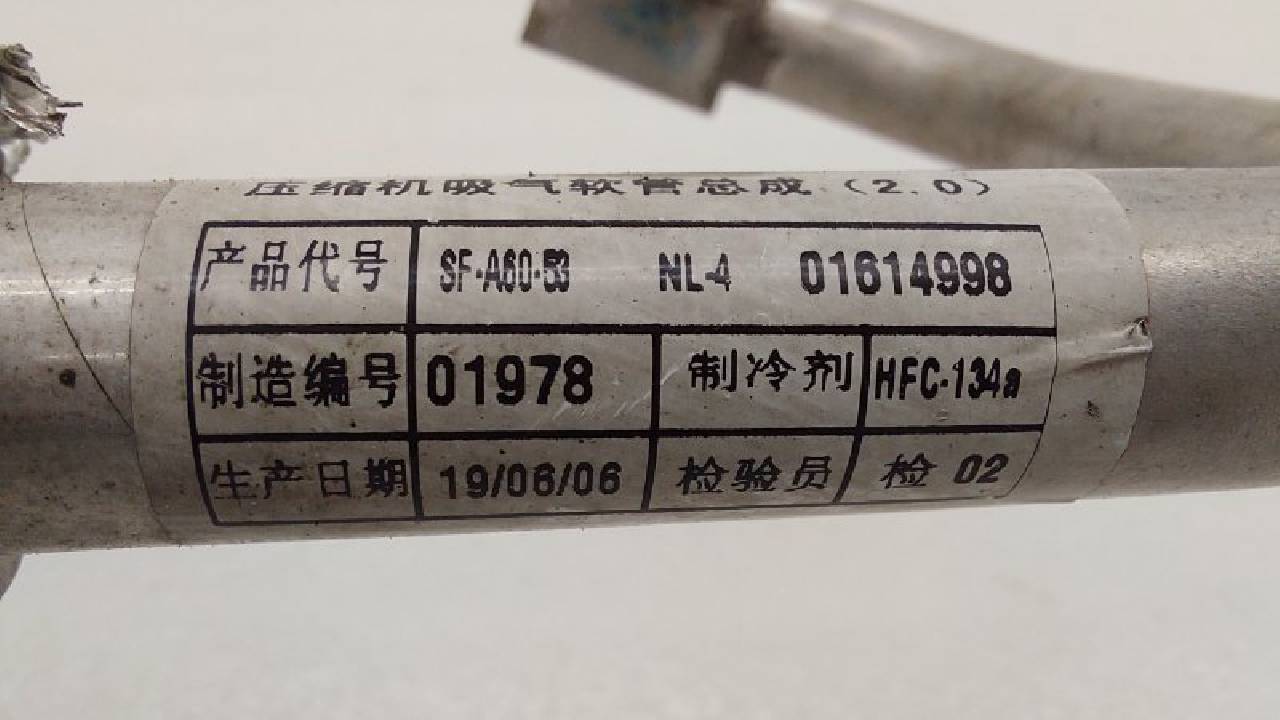 压缩机吸气软管总成（2.0）
产品代号 SF-A60-53 NL-4 01614998
制造编号 01978 制冷剂 HFC-134a
生产日期 19/06/06 检验员 检 02